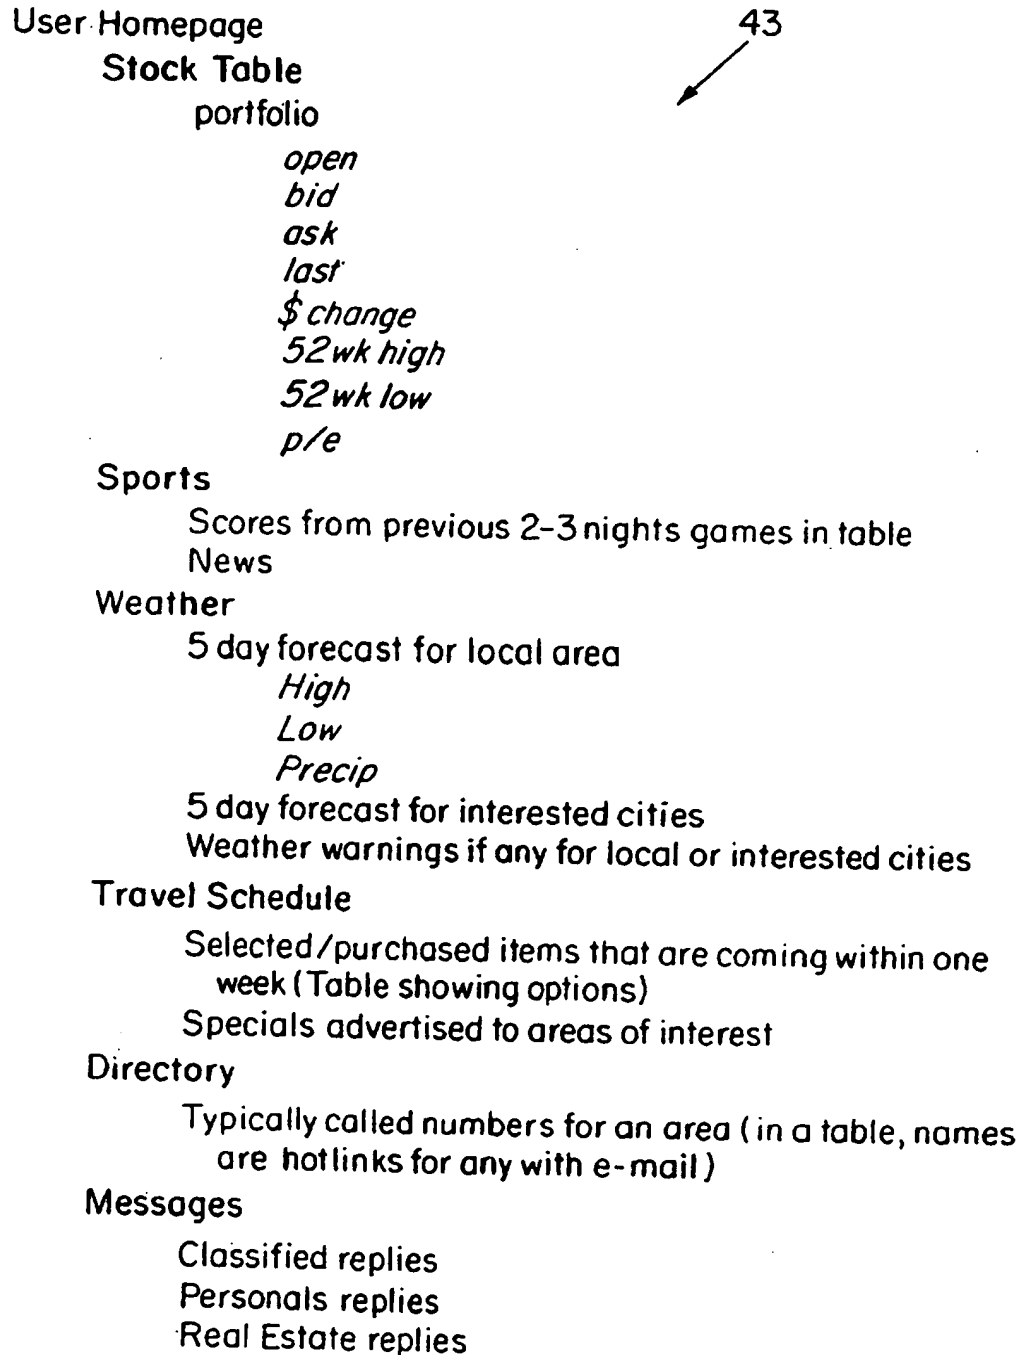 User Homepage 43
Stock Table
portfolio
open
bid
ask
last
$ change
52 wk high
52 wk low
p/e
Sports
Scores from previous 2-3 nights games in table
News
Weather
5 day forecast for local area
High
Low
Precip
5 day forecast for interested cities
Weather warnings if any for local or interested cities
Travel Schedule
Selected/purchased items that are coming within one
week (Table showing options)
Specials advertised to areas of interest
Directory
Typically called numbers for an area (in a table, names
are hotlinks for any with e-mail)
Messages
Classified replies
Personals replies
Real Estate replies